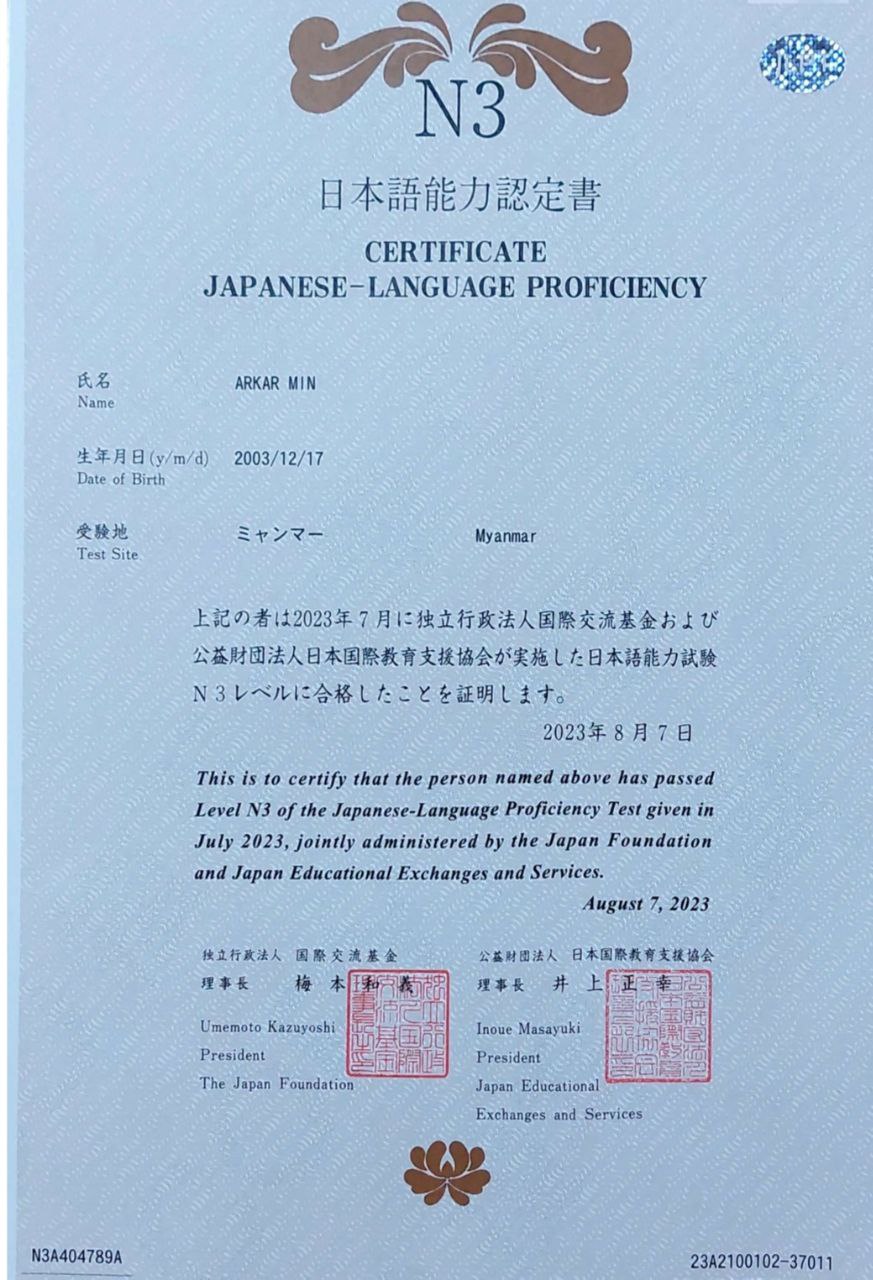 N3
日本語能力認定書
CERTIFICATE
JAPANESE-LANGUAGE PROFICIENCY
氏名 ARKAR MIN
Name
生年月日(y/m/d) 2003/12/17
Date of Birth
受験地 ミャンマー Myanmar
Test Site
上記の者は2023年7月に独立行政法人国際交流基金および
公益財団法人日本国際教育支援協会が実施した日本語能力試験
N3レベルに合格したことを証明します。
2023年8月7日
This is to certify that the person named above has passed
Level N3 of the Japanese-Language Proficiency Test given in
July 2023, jointly administered by the Japan Foundation
and Japan Educational Exchanges and Services.
August 7, 2023
独立行政法人 国際交流基金
理事長 梅本和義
Umemoto Kazuyoshi
President
The Japan Foundation
公益財団法人 日本国際教育支援協会
理事長 井上正幸
Inoue Masayuki
President
Japan Educational
Exchanges and Services
N3A404789A
23A2100102-37011